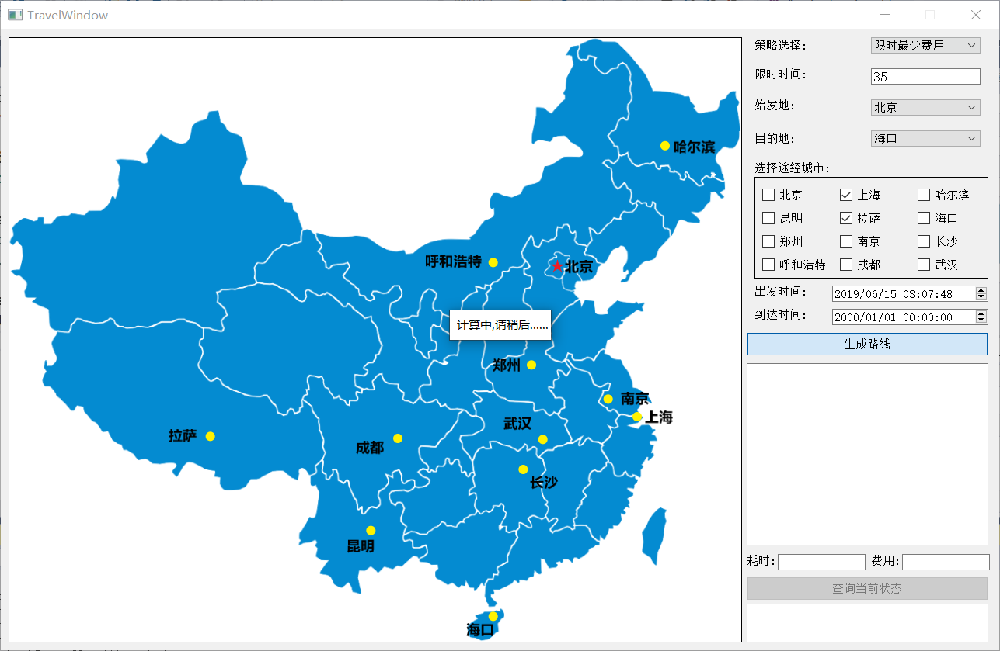 TravelWindow
策略选择:
限时最少费用
限时时间:
35
始发地:
北京
目的地:
海口
选择途经城市:
北京 上海 哈尔滨
昆明 拉萨 海口
郑州 南京 长沙
呼和浩特 成都 武汉
出发时间:
2019/06/15 03:07:48
到达时间:
2000/01/01 00:00:00
生成路线
耗时:
费用:
查询当前状态
哈尔滨
呼和浩特
北京
计算中,请稍后......
郑州
南京
上海
武汉
拉萨
成都
长沙
昆明
海口